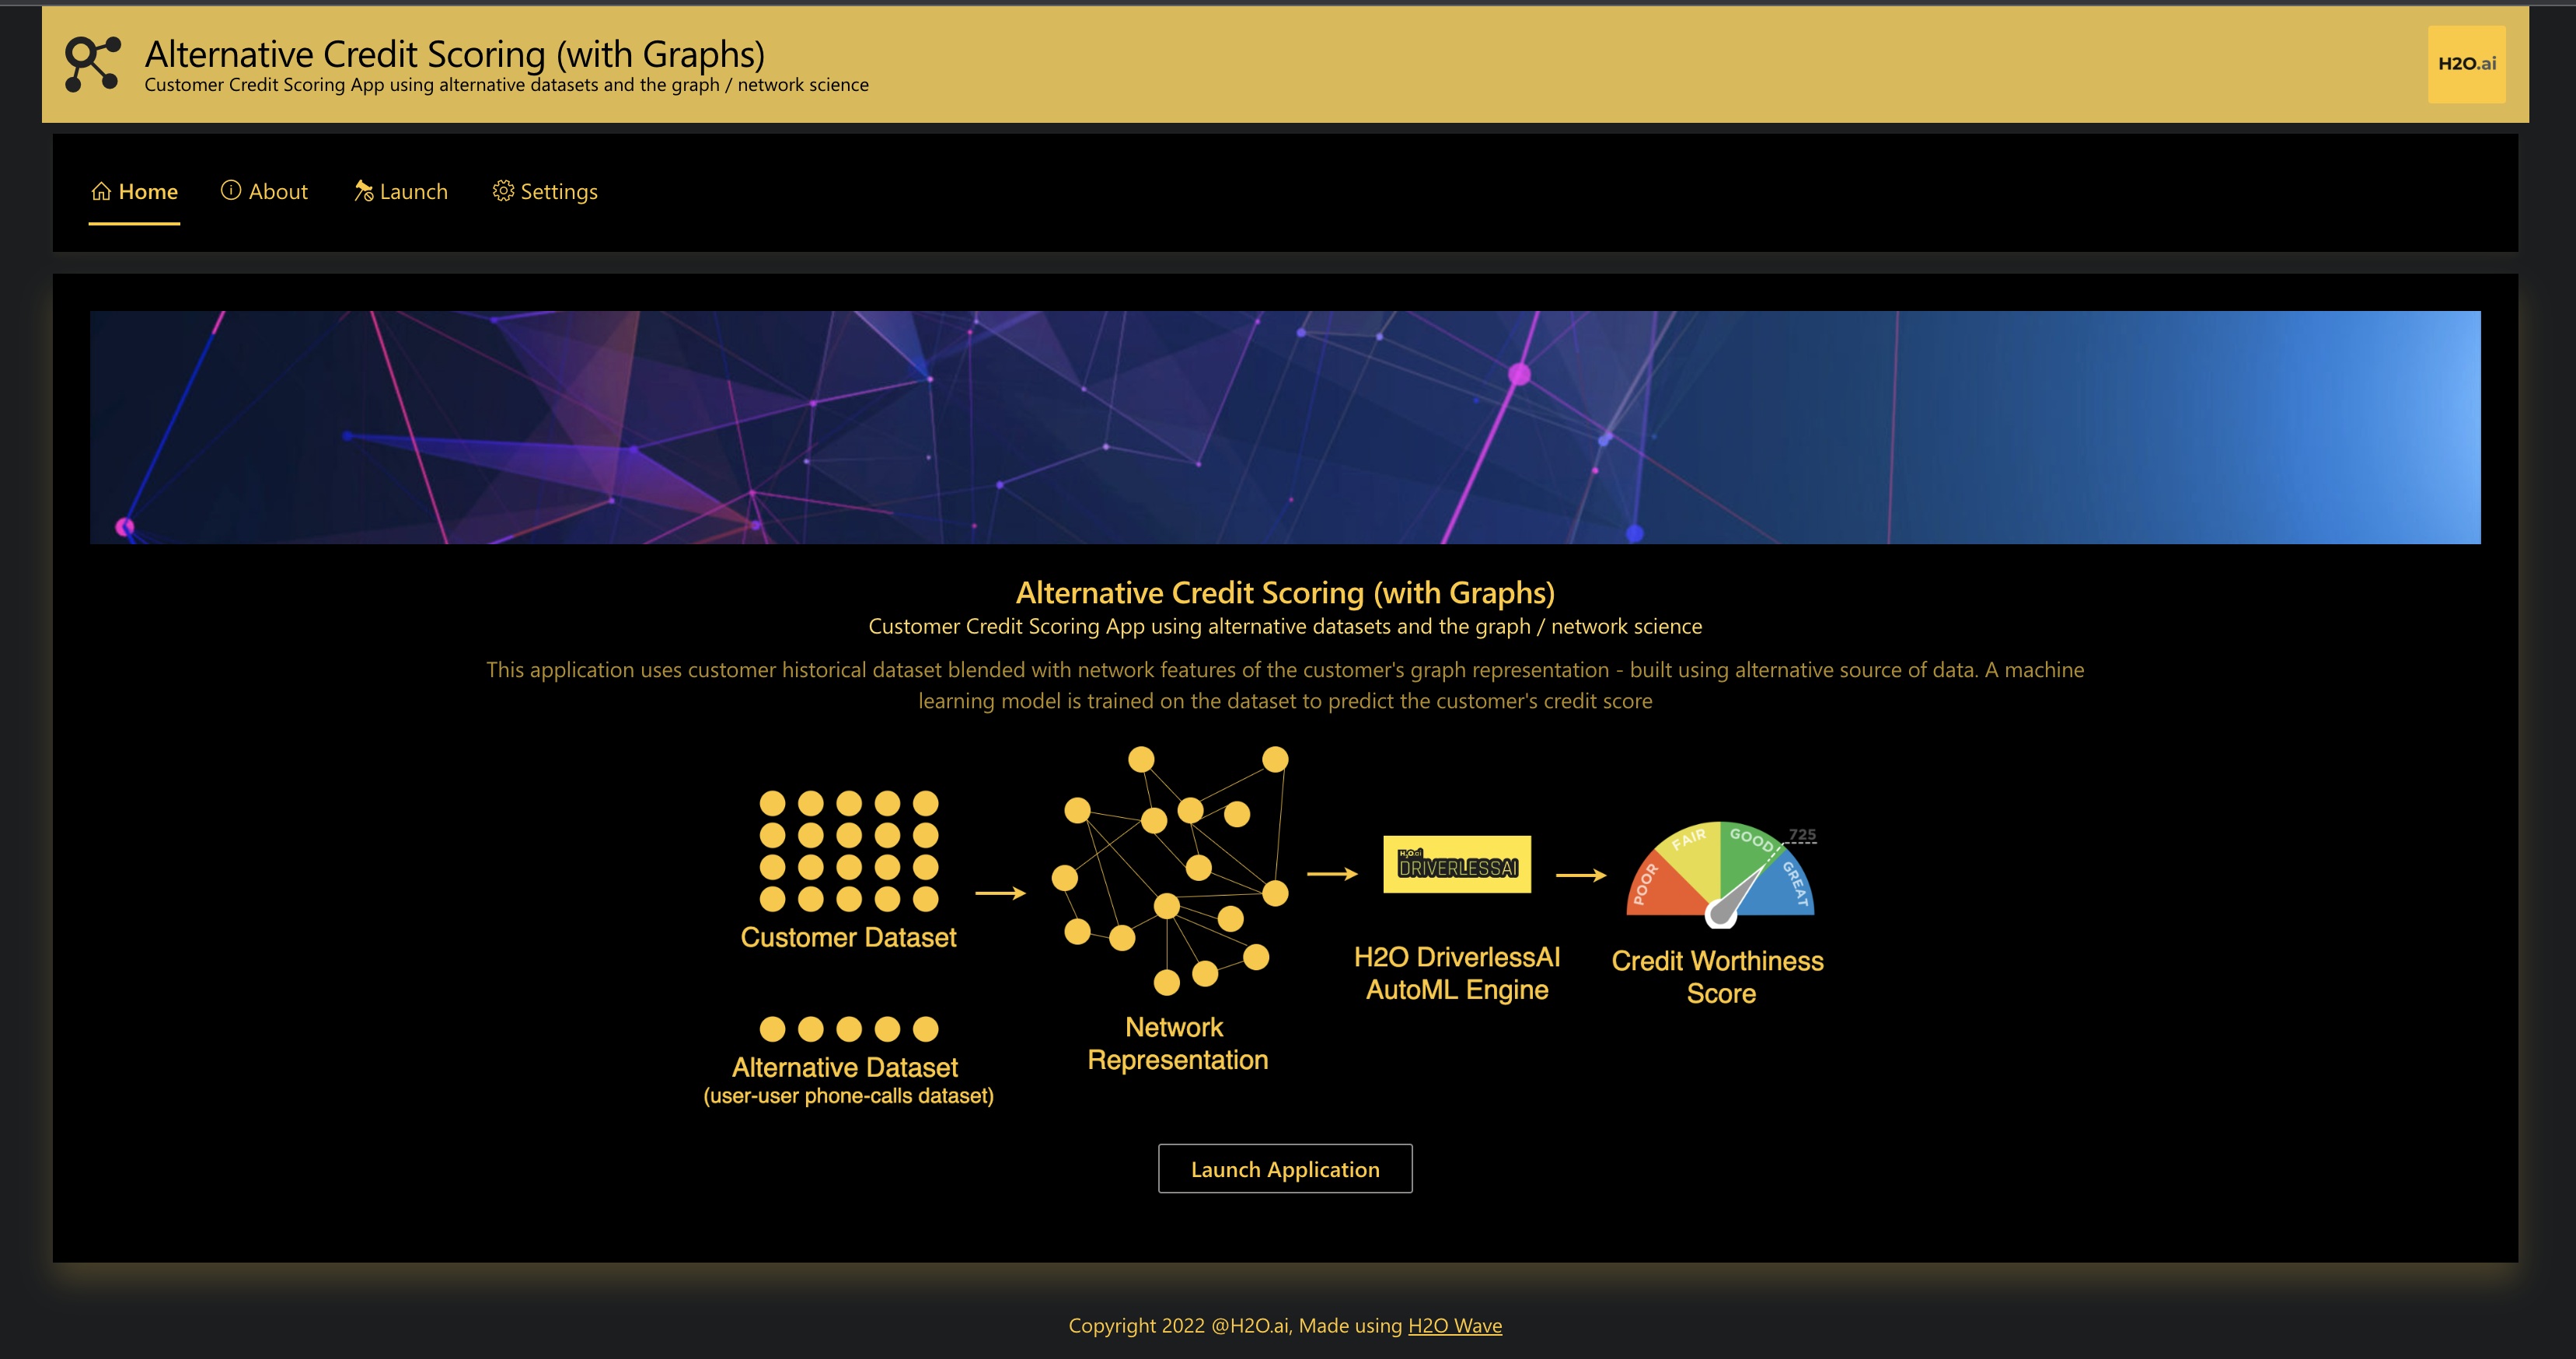 Alternative Credit Scoring (with Graphs)
Customer Credit Scoring App using alternative datasets and the graph / network science
H2O.ai
Home
About
Launch
Settings
Alternative Credit Scoring (with Graphs)
Customer Credit Scoring App using alternative datasets and the graph / network science
This application uses customer historical dataset blended with network features of the customer's graph representation - built using alternative source of data. A machine
learning model is trained on the dataset to predict the customer's credit score
Customer Dataset
Alternative Dataset
(user-user phone-calls dataset)
Network
Representation
H2O.ai
DRIVERLESSAI
H2O DriverlessAI
AutoML Engine
POOR
FAIR
GOOD
GREAT
725
Credit Worthiness
Score
Launch Application
Copyright 2022 @H2O.ai, Made using H2O Wave